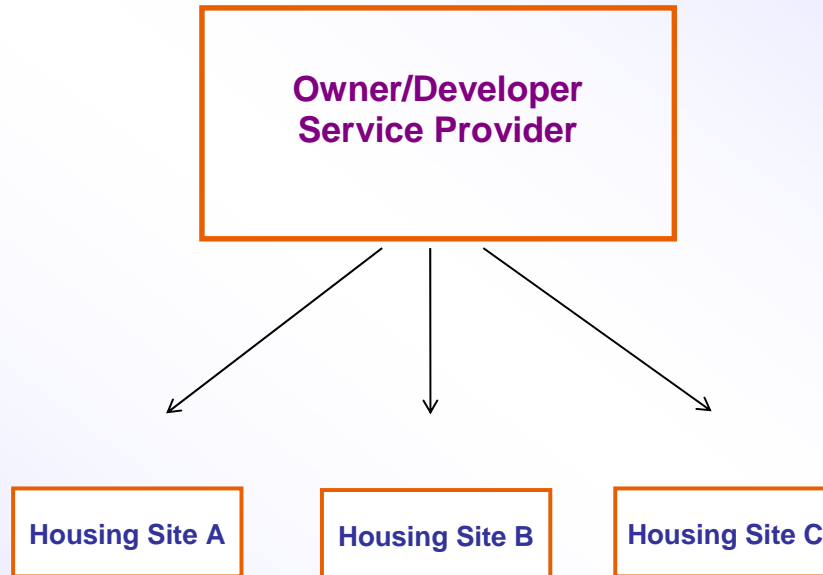 Owner/Developer
Service Provider
Housing Site A
Housing Site B
Housing Site C